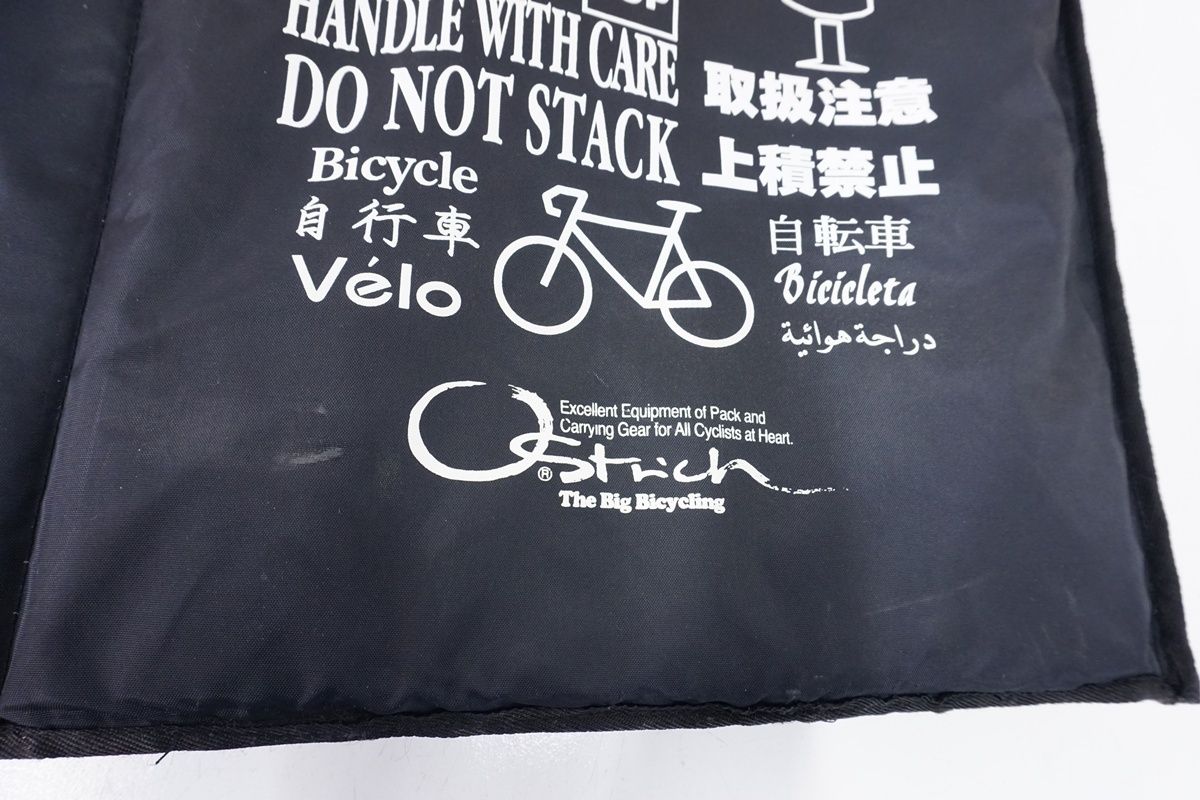 HANDLE WITH CARE
DO NOT STACK
取扱注意
上積禁止
Bicycle
自行車
Vélo
自転車
Bicicleta
دراجة هوائية
Excellent Equipment of Pack and
Carrying Gear for All Cyclists at Heart.
Ostrich
®
The Big Bicycling